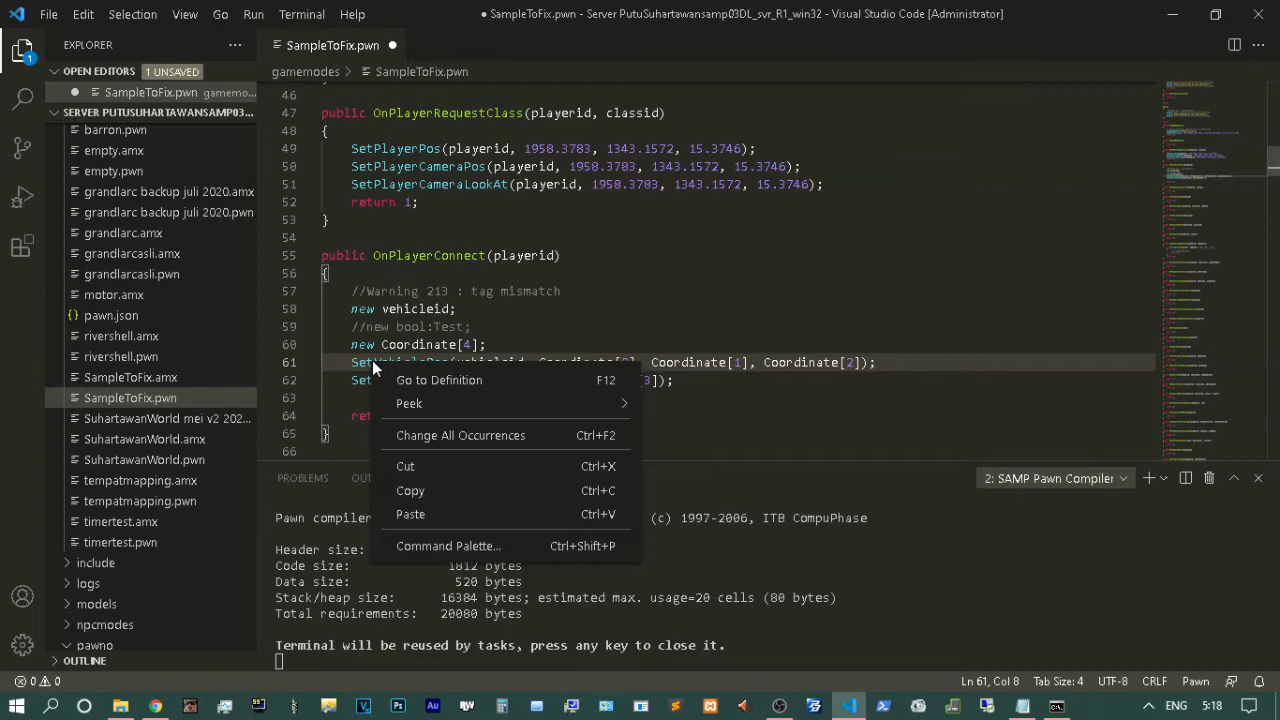 File Edit Selection View Go Run Terminal Help
● SampleToFix.pwn - Server PutuSuhartawansamp03DL_svr_R1_win32 - Visual Studio Code [Administrator]
EXPLORER ...
SampleToFix.pwn ●
OPEN EDITORS 1 UNSAVED
● SampleToFix.pwn gamemo...
SERVER PUTUSUHARTAWANSAMP03...
barron.pwn
empty.amx
empty.pwn
grandlarc backup juli 2020.amx
grandlarc backup juli 2020.pwn
grandlarc.amx
grandlarcasli.amx
grandlarcasli.pwn
motor.amx
{} pawn.json
rivershell.amx
rivershell.pwn
SampleToFix.amx
SampleToFix.pwn
SuhartawanWorld mei v2 202...
SuhartawanWorld.amx
SuhartawanWorld.pwn
tempatmapping.amx
tempatmapping.pwn
timertest.amx
timertest.pwn
include
logs
models
npcmodes
pawno
OUTLINE
gamemodes > SampleToFix.pwn
46
47 public OnPlayerRequestClass(playerid, classid)
48 {
49 SetPlayerPos(playerid, 1958.3783, 1343.1572, 15.3746);
50 SetPlayerCameraPos(playerid, 1958.3783, 1343.1572, 15.3746);
51 SetPlayerCameraLookAt(playerid, 1958.3783, 1343.1572, 15.3746);
52 return 1;
53 }
54
55 public OnPlayerConnect(playerid)
56 {
57 //Warning 213 : tag mismatch
58 new vehicleid;
59 //new bool:Test;
60 new Coordinate[4];
61 SetVehiclePos(vehicleid, Coordinate[0], Coordinate[1], Coordinate[2]);
62 Set 3]);
63
64 ret
65 }
66
Go to Definition F12
Peek >
Change All Occurrences Ctrl+F2
Cut Ctrl+X
Copy Ctrl+C
Paste Ctrl+V
Command Palette... Ctrl+Shift+P
PROBLEMS OUT
2: SAMP Pawn Compiler
Pawn compiler (c) 1997-2006, ITB CompuPhase
Header size:
Code size: 1812 bytes
Data size: 520 bytes
Stack/heap size: 16384 bytes; estimated max. usage=20 cells (80 bytes)
Total requirements: 20080 bytes
Terminal will be reused by tasks, press any key to close it.
0 0
Ln 61, Col 8 Tab Size: 4 UTF-8 CRLF Pawn
ENG 5:18